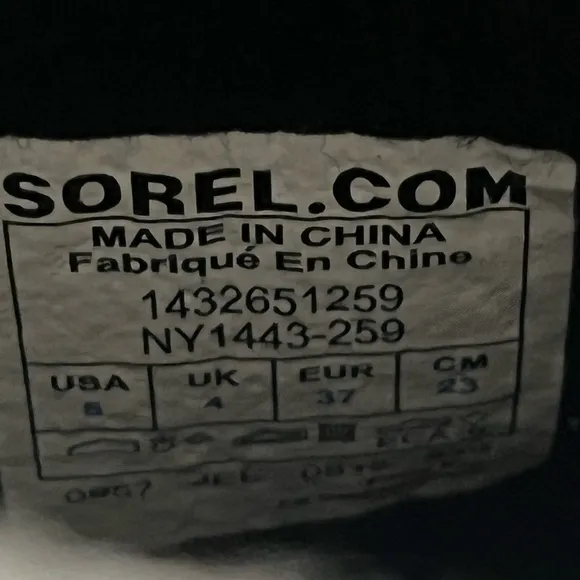 SOREL.COM
MADE IN CHINA
Fabriqué En Chine
1432651259
NY1443-259
USA UK EUR CM
4 37 23